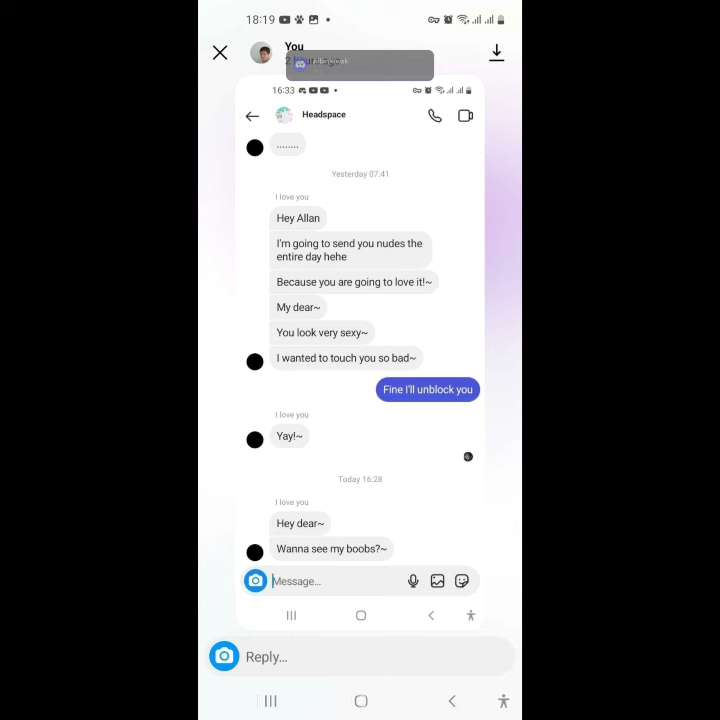 18:19
You
16:33
Headspace
........
Yesterday 07:41
I love you
Hey Allan
I'm going to send you nudes the
entire day hehe
Because you are going to love it!~
My dear~
You look very sexy~
I wanted to touch you so bad~
Fine I'll unblock you
I love you
Yay!~
Today 16:28
I love you
Hey dear~
Wanna see my boobs?~
Message...
Reply...